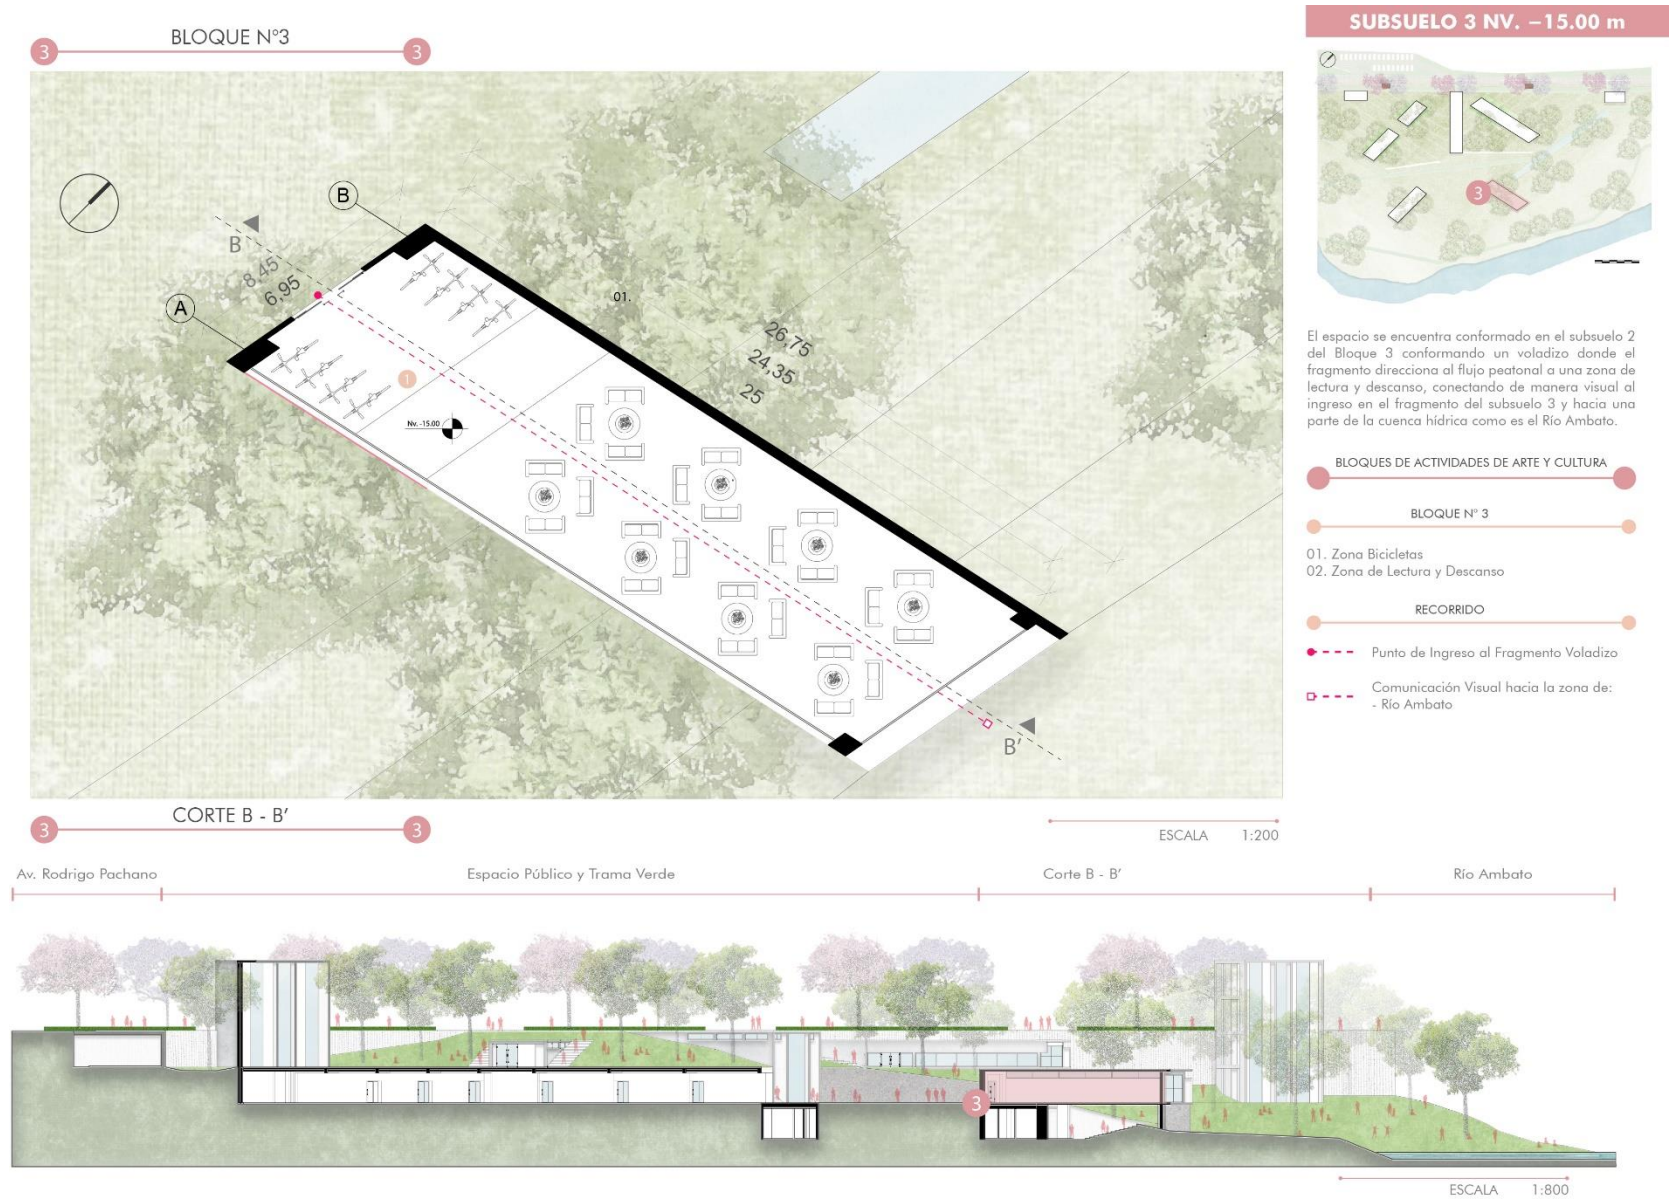 BLOQUE N°3
3
3
SUBSUELO 3 NV. −15.00 m
3
B
B
A
8.45
6,95
01.
26,75
24,35
25
1
Nv. -15.00
B'
El espacio se encuentra conformado en el subsuelo 2
del Bloque 3 conformando un voladizo donde el
fragmento direcciona al flujo peatonal a una zona de
lectura y descanso, conectando de manera visual al
ingreso en el fragmento del subsuelo 3 y hacia una
parte de la cuenca hídrica como es el Río Ambato.
BLOQUES DE ACTIVIDADES DE ARTE Y CULTURA
BLOQUE N° 3
01. Zona Bicicletas
02. Zona de Lectura y Descanso
RECORRIDO
Punto de Ingreso al Fragmento Voladizo
Comunicación Visual hacia la zona de:
- Río Ambato
CORTE B - B'
3
3
ESCALA 1:200
Av. Rodrigo Pachano
Espacio Público y Trama Verde
Corte B - B'
Río Ambato
3
ESCALA 1:800